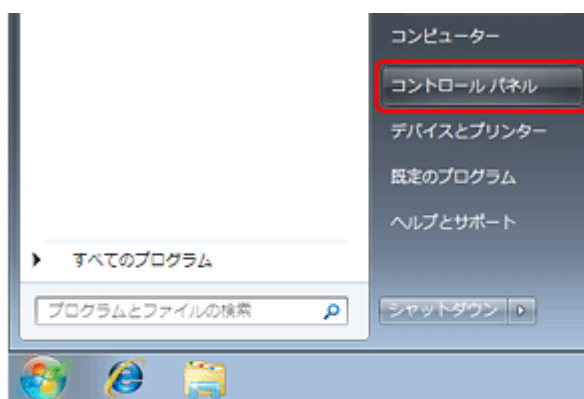 コンピューター
コントロール パネル
デバイスとプリンター
既定のプログラム
ヘルプとサポート
すべてのプログラム
プログラムとファイルの検索
シャットダウン